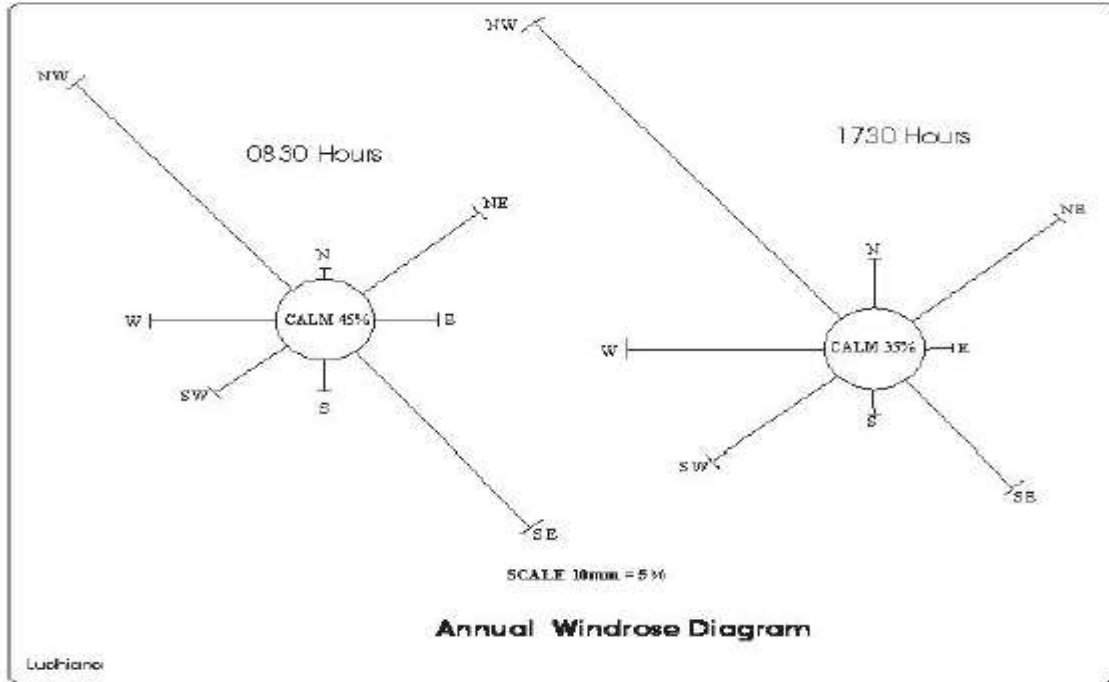 NW
0830 Hours
NE
N
W
CALM 45%
E
SW
S
SE
NW
1730 Hours
NE
N
W
CALM 35%
E
SW
S
SE
SCALE 10mm = 5%
Annual Windrose Diagram
Ludhiana